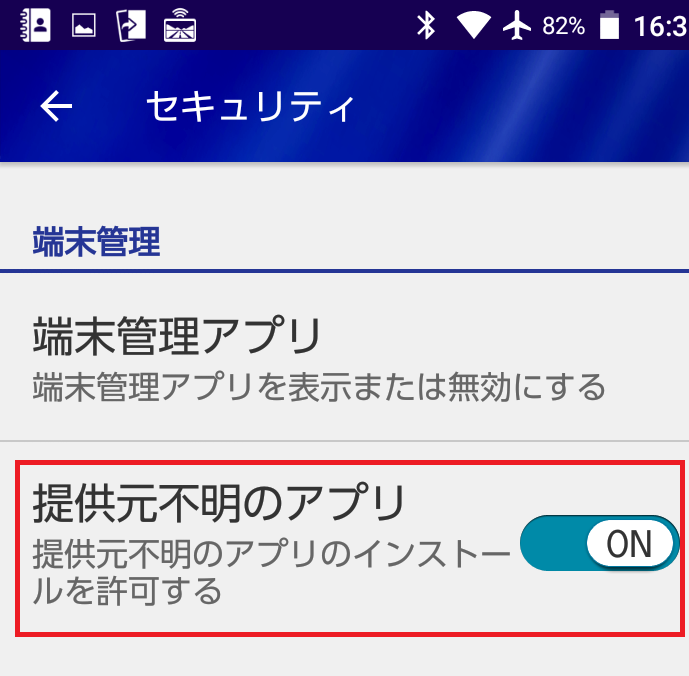 82% 16:3
セキュリティ
端末管理
端末管理アプリ
端末管理アプリを表示または無効にする
提供元不明のアプリ
提供元不明のアプリのインストー
ルを許可する
ON